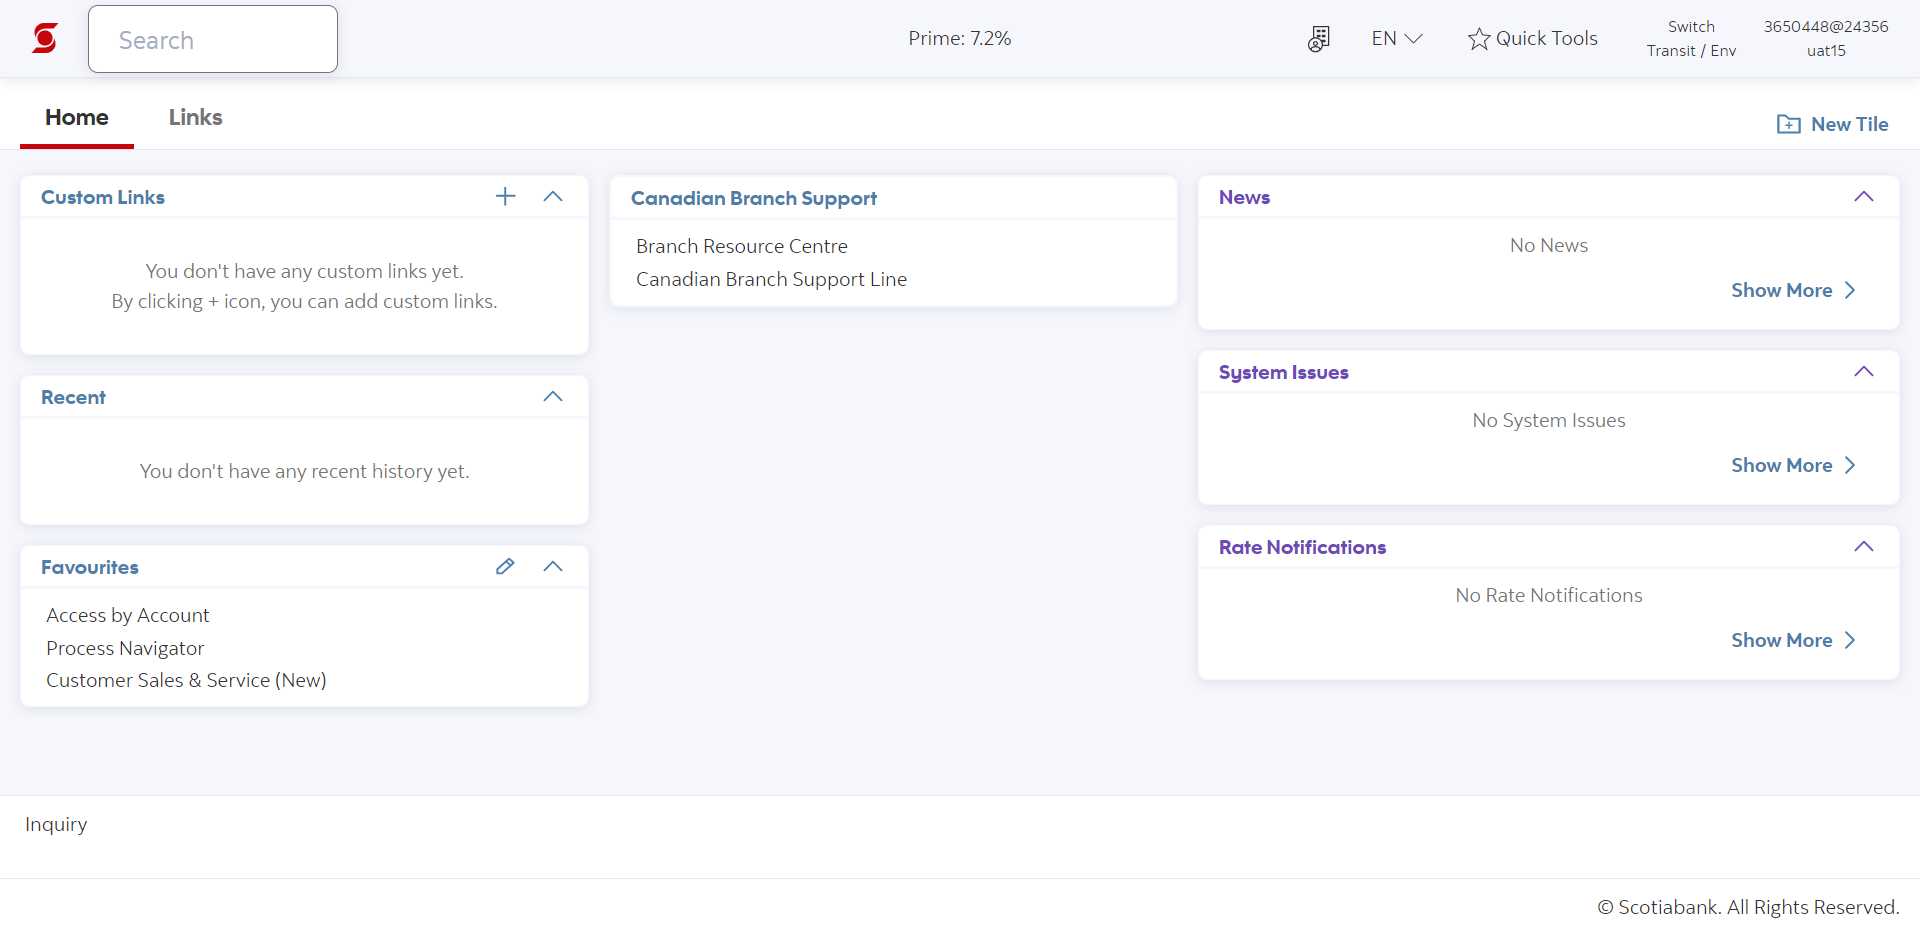 Search
Prime: 7.2%
EN
Quick Tools
Switch
Transit / Env
3650448@24356
uat15
Home
Links
New Tile
Custom Links
You don't have any custom links yet.
By clicking + icon, you can add custom links.
Recent
You don't have any recent history yet.
Favourites
Access by Account
Process Navigator
Customer Sales & Service (New)
Canadian Branch Support
Branch Resource Centre
Canadian Branch Support Line
News
No News
Show More
System Issues
No System Issues
Show More
Rate Notifications
No Rate Notifications
Show More
Inquiry
© Scotiabank. All Rights Reserved.